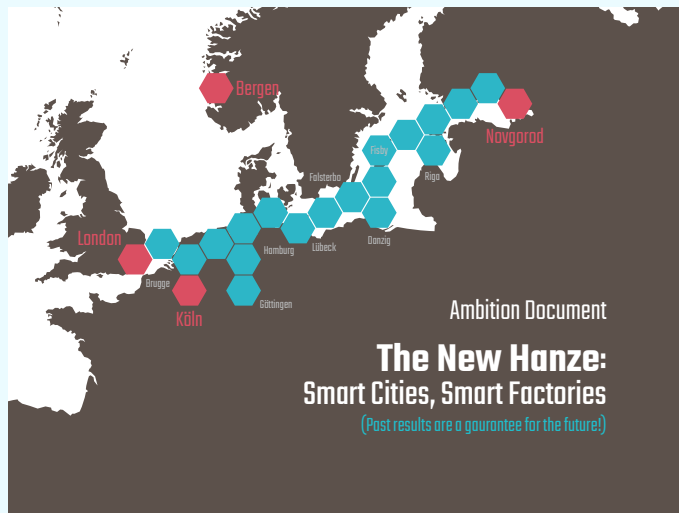 Bergen
Novgorod
Fisby
Riga
Falsterbo
London
Hamburg
Lübeck
Danzig
Brugge
Göttingen
Köln
Ambition Document
The New Hanze:
Smart Cities, Smart Factories
(Past results are a gaurantee for the future!)